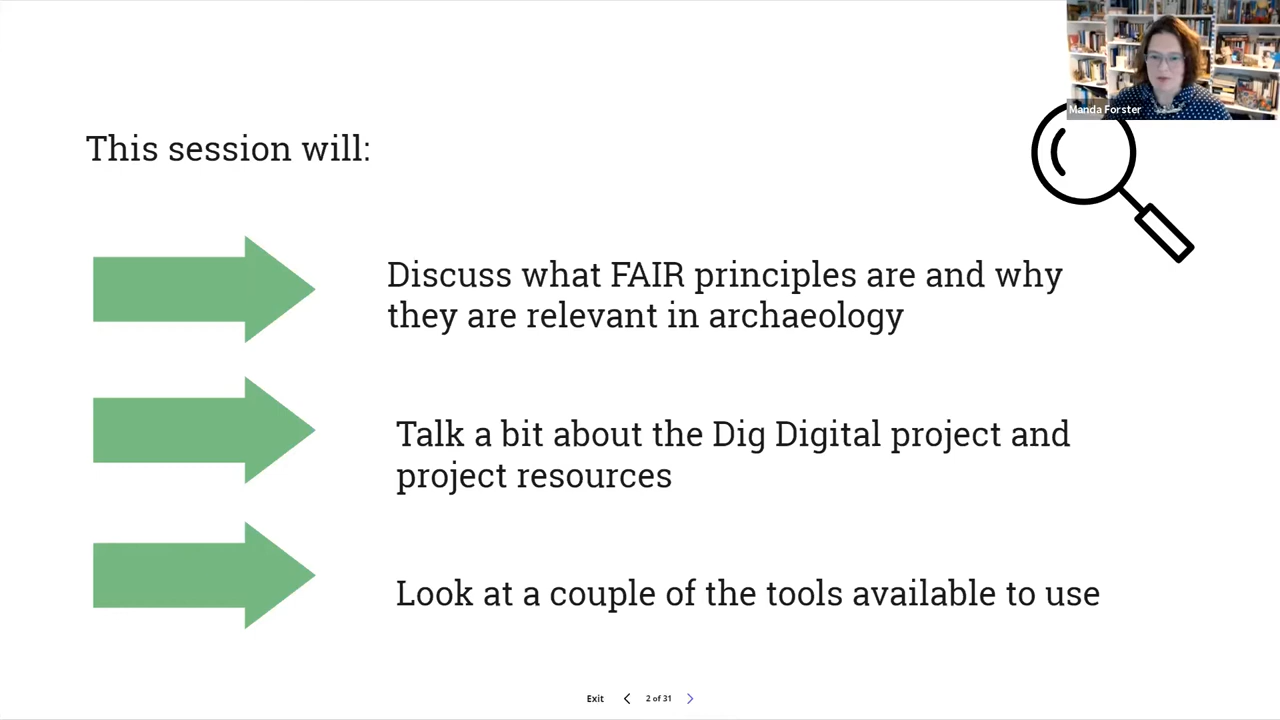 Manda Forster
This session will:
Discuss what FAIR principles are and why
they are relevant in archaeology
Talk a bit about the Dig Digital project and
project resources
Look at a couple of the tools available to use
Exit
2 of 31